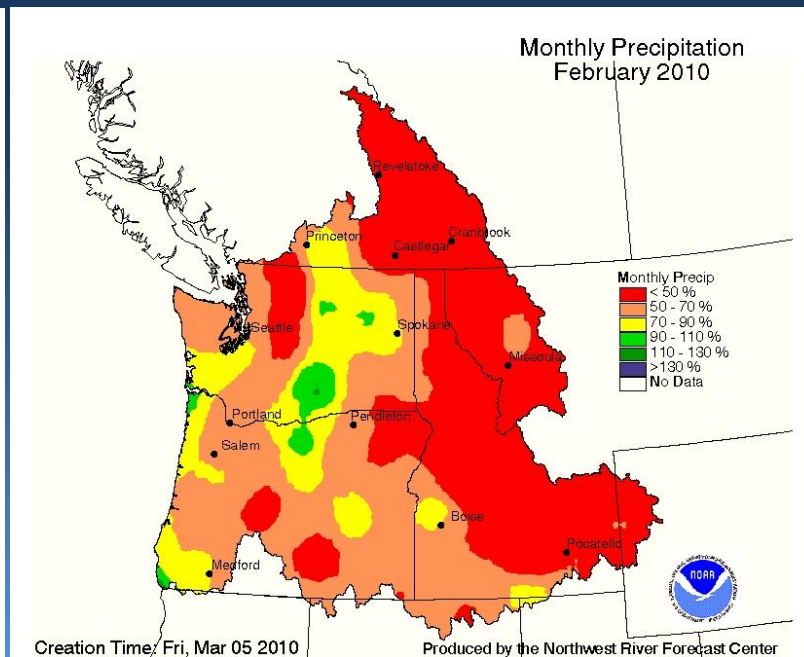 Monthly Precipitation
February 2010
Revelatoke
Princeton
Cranbrook
Castlegar
Monthly Precip
< 50 %
50 - 70 %
70 - 90 %
90 - 110 %
110 - 130 %
>130 %
No Data
Seattle
Spokane
Missoula
Portland
Pendleton
Salem
Boise
Pocatello
Medford
NOAA
Creation Time: Fri, Mar 05 2010
Produced by the Northwest River Forecast Center